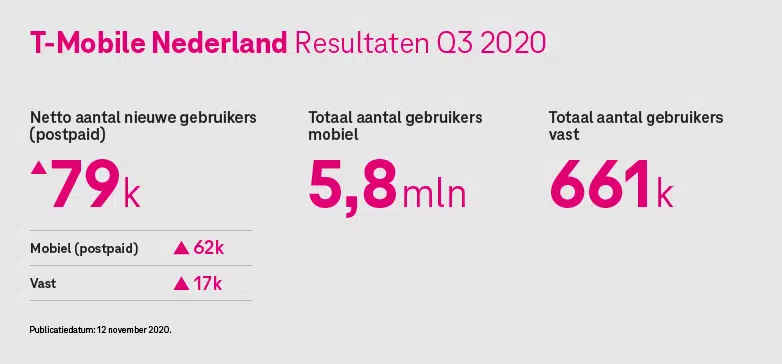 T-Mobile Nederland Resultaten Q3 2020
Netto aantal nieuwe gebruikers
(postpaid)
▲79k
Mobiel (postpaid) ▲ 62k
Vast ▲ 17k
Totaal aantal gebruikers
mobiel
5,8 mln
Totaal aantal gebruikers
vast
661k
Publicatiedatum: 12 november 2020.